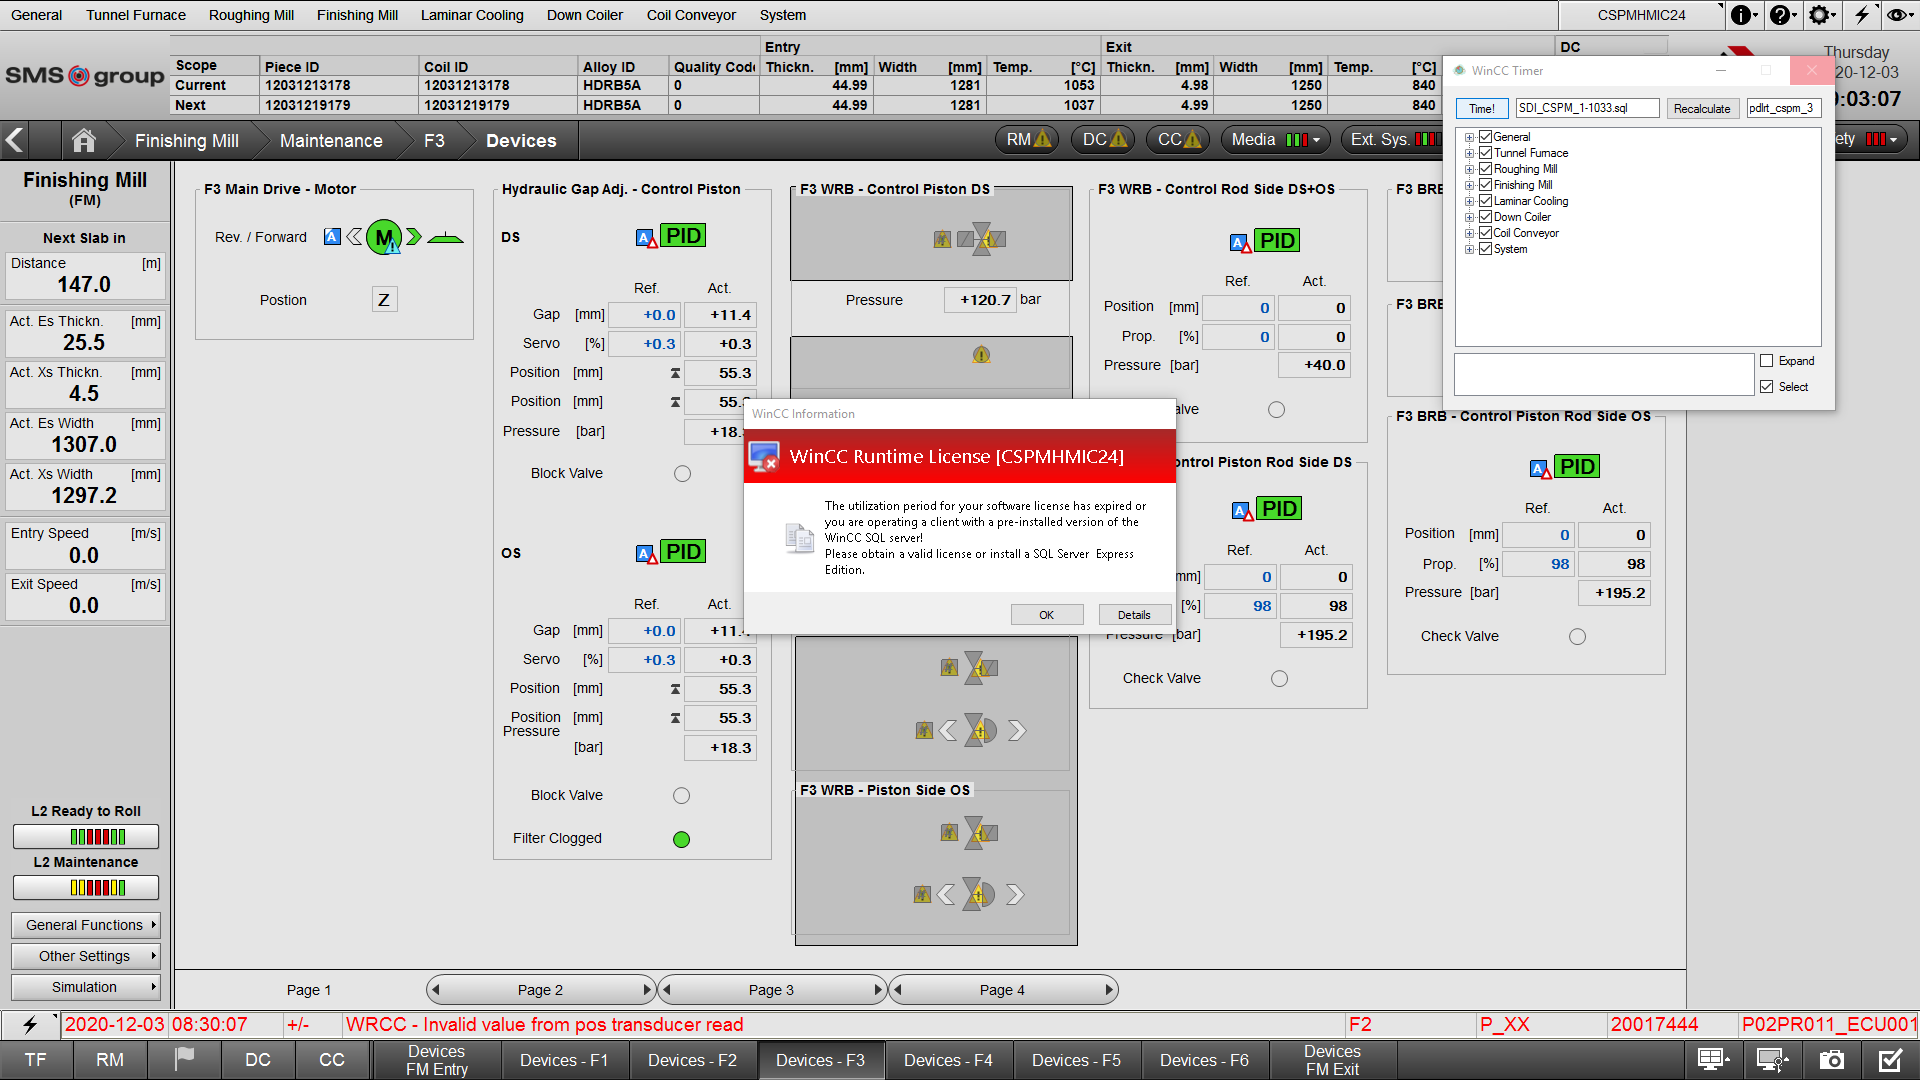 General Tunnel Furnace Roughing Mill Finishing Mill Laminar Cooling Down Coiler Coil Conveyor System CSPMHMIC24
SMS group
Entry Exit DC
Scope Piece ID Coil ID Alloy ID Quality Code Thickn. [mm] Width [mm] Temp. [°C] Thickn. [mm] Width [mm] Temp. [°C]
Current 12031213178 12031213178 HDRB5A 0 44.99 1281 1053 4.98 1250 840
Next 12031219179 12031219179 HDRB5A 0 44.99 1281 1037 4.99 1250 840
Thursday
20-12-03
:03:07
Finishing Mill Maintenance F3 Devices RM DC CC Media Ext. Sys. ety
WinCC Timer
Time! SDI_CSPM_1-1033.sql Recalculate pdlrt_cspm_3
General
Tunnel Furnace
Roughing Mill
Finishing Mill
Laminar Cooling
Down Coiler
Coil Conveyor
System
Expand
Select
Finishing Mill
(FM)
Next Slab in
Distance [m]
147.0
Act. Es Thickn. [mm]
25.5
Act. Xs Thickn. [mm]
4.5
Act. Es Width [mm]
1307.0
Act. Xs Width [mm]
1297.2
Entry Speed [m/s]
0.0
Exit Speed [m/s]
0.0
L2 Ready to Roll
L2 Maintenance
General Functions
Other Settings
Simulation
F3 Main Drive - Motor
Rev. / Forward A M
Postion Z
Hydraulic Gap Adj. - Control Piston
DS A PID
Ref. Act.
Gap [mm] +0.0 +11.4
Servo [%] +0.3 +0.3
Position [mm] 55.3
Position [mm] 55.
Pressure [bar] +18.
Block Valve
OS A PID
Ref. Act.
Gap [mm] +0.0 +11.4
Servo [%] +0.3 +0.3
Position [mm] 55.3
Position [mm] 55.3
Pressure
[bar] +18.3
Block Valve
Filter Clogged
F3 WRB - Control Piston DS
Pressure +120.7 bar
F3 WRB - Piston Side OS
WinCC Information
WinCC Runtime License [CSPMHMIC24]
The utilization period for your software license has expired or
you are operating a client with a pre-installed version of the
WinCC SQL server!
Please obtain a valid license or install a SQL Server Express
Edition.
OK Details
F3 WRB - Control Rod Side DS+OS
A PID
Ref. Act.
Position [mm] 0 0
Prop. [%] 0 0
Pressure [bar] +40.0
alve
ontrol Piston Rod Side DS
A PID
Ref. Act.
mm] 0 0
[%] 98 98
Pressure [bar] +195.2
Check Valve
F3 BRE
F3 BRE
F3 BRB - Control Piston Rod Side OS
A PID
Ref. Act.
Position [mm] 0 0
Prop. [%] 98 98
Pressure [bar] +195.2
Check Valve
Page 1 Page 2 Page 3 Page 4
2020-12-03 08:30:07 +/- WRCC - Invalid value from pos transducer read F2 P_XX 20017444 P02PR011_ECU001
TF RM DC CC Devices FM Entry Devices - F1 Devices - F2 Devices - F3 Devices - F4 Devices - F5 Devices - F6 Devices FM Exit